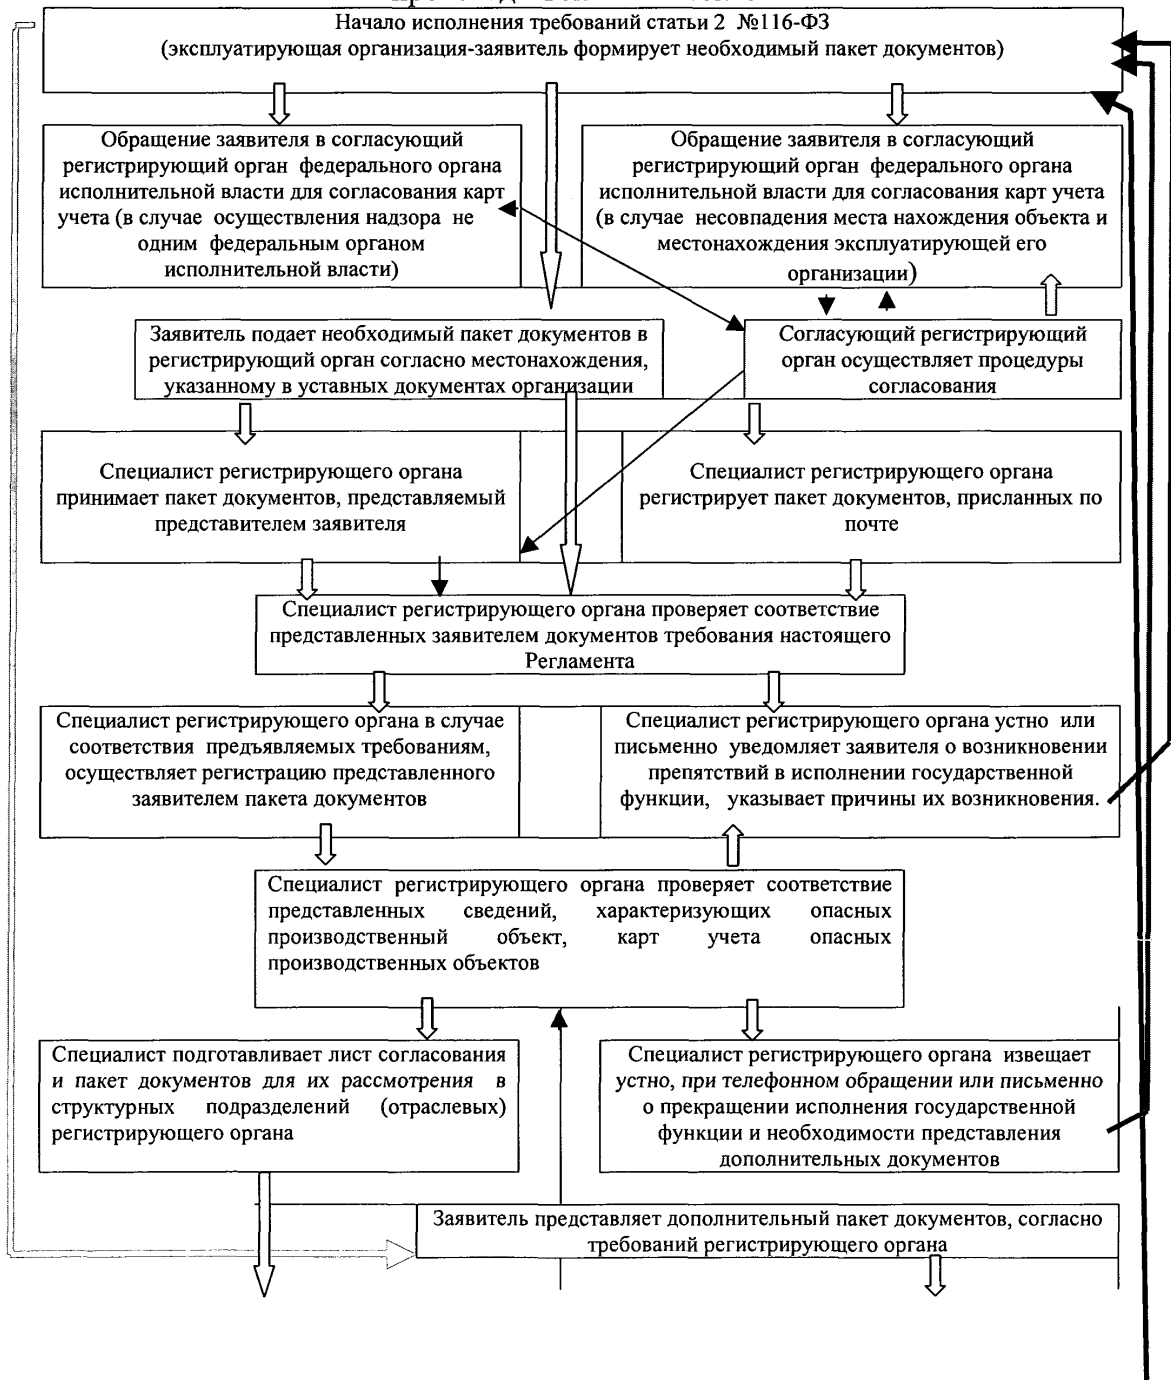 Начало исполнения требований статьи 2 №116-ФЗ
(эксплуатирующая организация-заявитель формирует необходимый пакет документов)
Обращение заявителя в согласующий
регистрирующий орган федерального органа
исполнительной власти для согласования карт
учета (в случае осуществления надзора не
одним федеральным органом
исполнительной власти)
Обращение заявителя в согласующий
регистрирующий орган федерального органа
исполнительной власти для согласования карт учета
(в случае несовпадения места нахождения объекта и
местонахождения эксплуатирующей его
организации)
Заявитель подает необходимый пакет документов в
регистрирующий орган согласно местонахождения,
указанному в уставных документах организации
Согласующий регистрирующий
орган осуществляет процедуры
согласования
Специалист регистрирующего органа
принимает пакет документов, представляемый
представителем заявителя
Специалист регистрирующего органа
регистрирует пакет документов, присланных по
почте
Специалист регистрирующего органа проверяет соответствие
представленных заявителем документов требования настоящего
Регламента
Специалист регистрирующего органа в случае
соответствия предъявляемых требованиям,
осуществляет регистрацию представленного
заявителем пакета документов
Специалист регистрирующего органа устно или
письменно уведомляет заявителя о возникновении
препятствий в исполнении государственной
функции, указывает причины их возникновения.
Специалист регистрирующего органа проверяет соответствие
представленных сведений, характеризующих опасных
производственный объект, карт учета опасных
производственных объектов
Специалист подготавливает лист согласования
и пакет документов для их рассмотрения в
структурных подразделений (отраслевых)
регистрирующего органа
Специалист регистрирующего органа извещает
устно, при телефонном обращении или письменно
о прекращении исполнения государственной
функции и необходимости представления
дополнительных документов
Заявитель представляет дополнительный пакет документов, согласно
требований регистрирующего органа